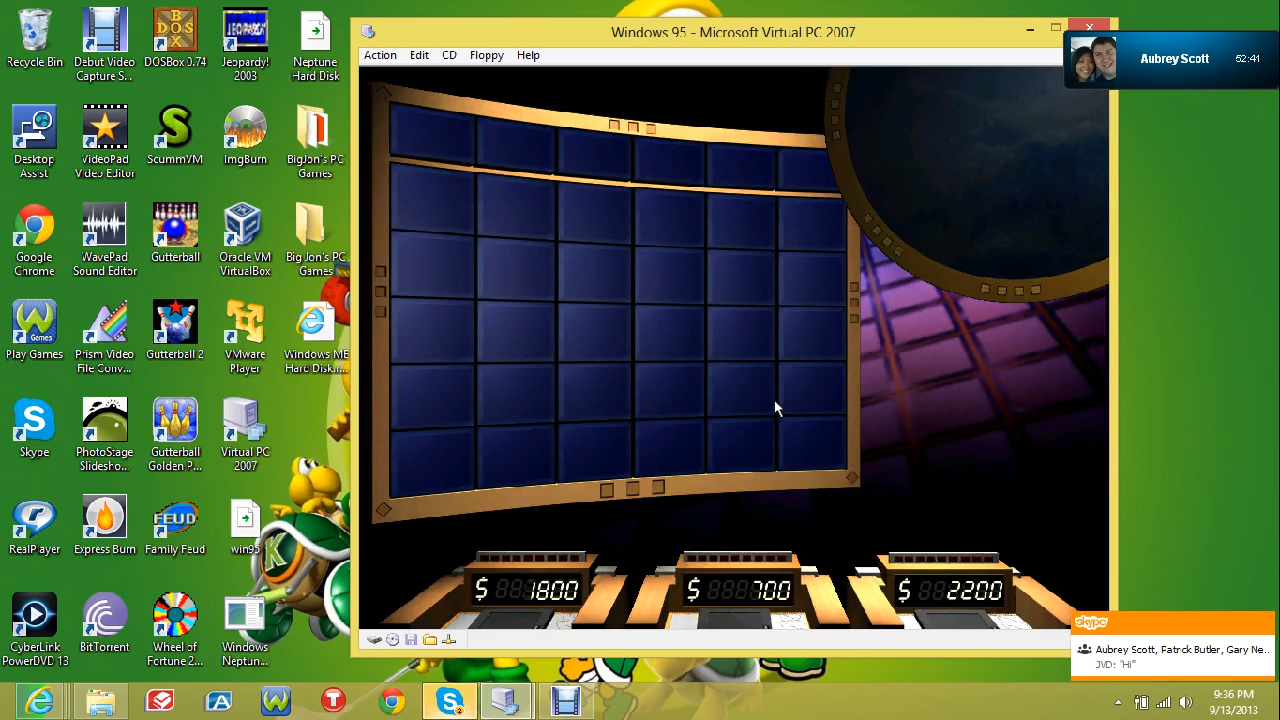 Windows 95 - Microsoft Virtual PC 2007
Action Edit CD Floppy Help
Aubrey Scott 52:41
Recycle Bin
Debut Video
Capture S...
DOS
BOX
DOSBox 0.74
JEOPARDY!
Jeopardy!
2003
Neptune
Hard Disk
Desktop
Assist
VideoPad
Video Editor
ScummVM
ImgBurn
BigJon's PC
Games
Google
Chrome
WavePad
Sound Editor
Gutterball
Oracle VM
VirtualBox
Big Jon's PC
Games
Games
Play Games
Prism Video
File Conv...
Gutterball 2
VMware
Player
Windows ME
Hard Disk...
Skype
PhotoStage
Slidesho...
Gutterball
Golden P...
Virtual PC
2007
RealPlayer
Express Burn
FEUD
Family Feud
win95
CyberLink
PowerDVD 13
BitTorrent
Wheel of
Fortune 2...
Windows
Neptun...
$ 1800
$ 700
$ 2200
skype
Aubrey Scott, Patrick Butler, Gary Ne...
JVD: "Hi"
9:36 PM
9/13/2013